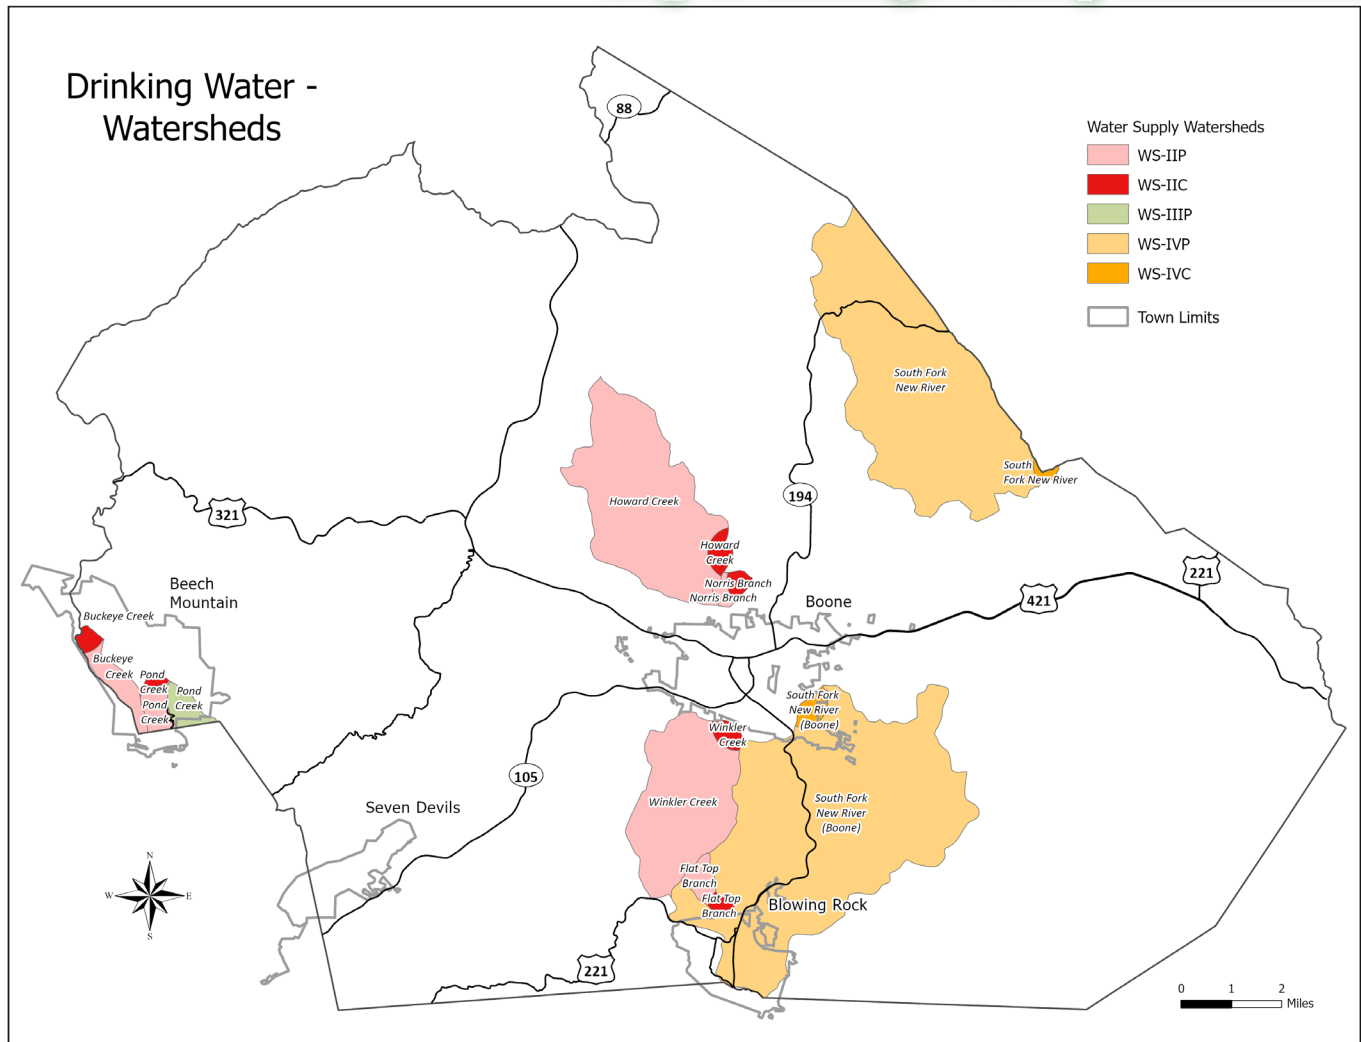 Drinking Water -
Watersheds
88
Water Supply Watersheds
WS-IIP
WS-IIC
WS-IIIP
WS-IVP
WS-IVC
Town Limits
South Fork
New River
South
Fork New River
194
Howard Creek
321
Howard
Creek
Norris Branch
Norris Branch
221
421
Beech
Mountain
Boone
Buckeye Creek
Buckeye
Creek
Pond
Creek
Pond
Creek
Pond
Creek
South Fork
New River
(Boone)
Winkler
Creek
105
Winkler Creek
South Fork
New River
(Boone)
Seven Devils
Flat Top
Branch
Flat Top
Branch
Blowing Rock
N
W
E
S
221
0 1 2
Miles